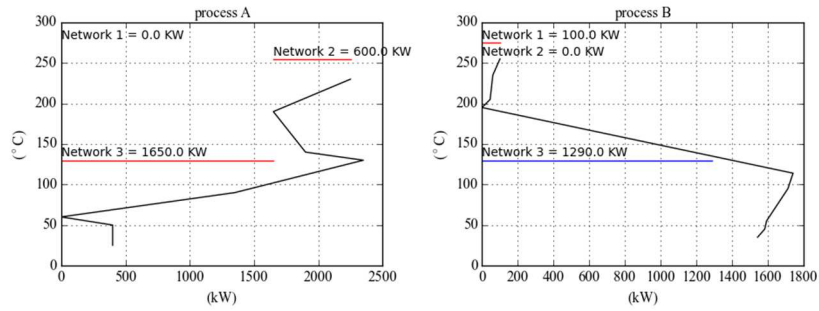 process A
300
Network 1 = 0.0 KW
Network 2 = 600.0 KW
250
200
150
Network 3 = 1650.0 KW
100
50
0
0 500 1000 1500 2000 2500
(kW)
(°C)
process B
300
Network 1 = 100.0 KW
Network 2 = 0.0 KW
250
200
150
Network 3 = 1290.0 KW
100
50
0
0 200 400 600 800 1000 1200 1400 1600 1800
(kW)
(°C)